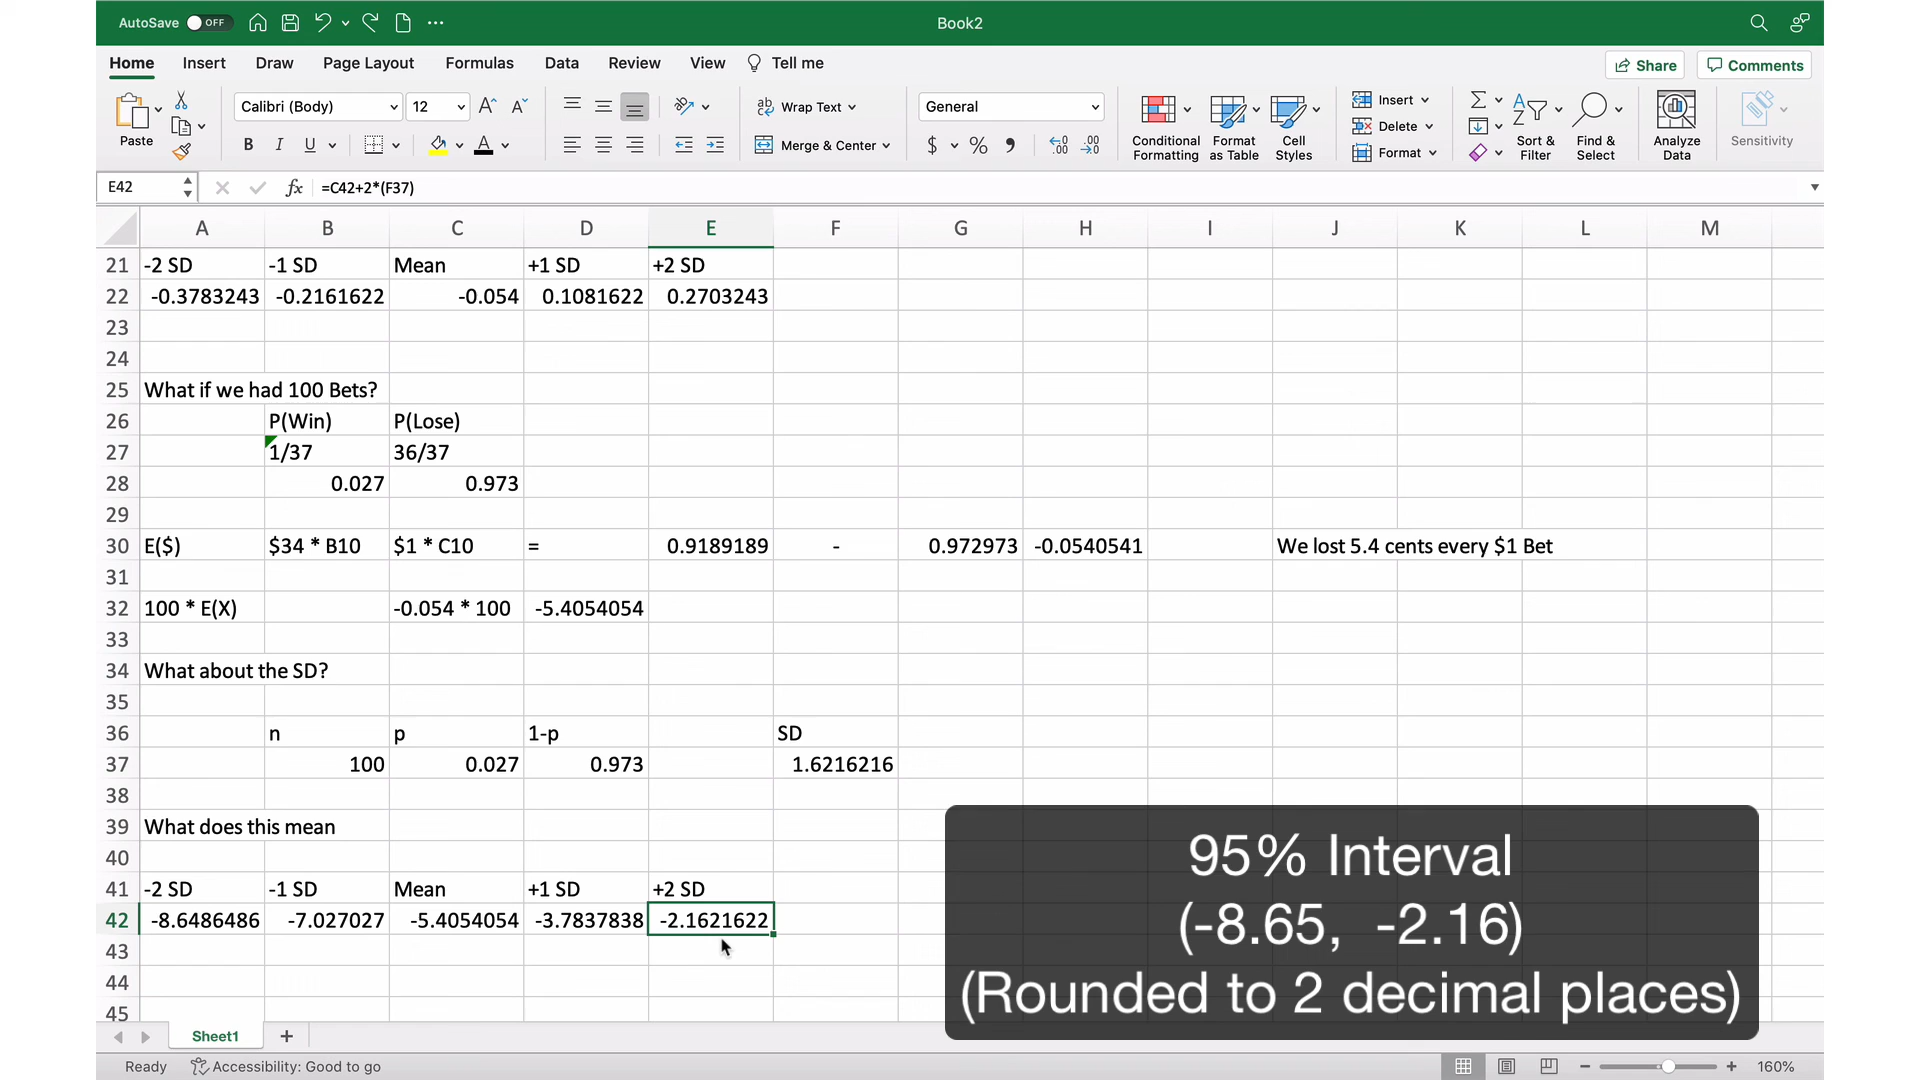 AutoSave OFF Book2
Home Insert Draw Page Layout Formulas Data Review View Tell me Share Comments
Paste Calibri (Body) 12 Wrap Text General Conditional Formatting Format as Table Cell Styles Insert Delete Format Sort & Filter Find & Select Analyze Data Sensitivity
B I U A Merge & Center $ %
E42 fx =C42+2*(F37)
A B C D E F G H I J K L M
21 -2 SD -1 SD Mean +1 SD +2 SD
22 -0.3783243 -0.2161622 -0.054 0.1081622 0.2703243
23
24
25 What if we had 100 Bets?
26 P(Win) P(Lose)
27 1/37 36/37
28 0.027 0.973
29
30 E($) $34 * B10 $1 * C10 = 0.9189189 - 0.972973 -0.0540541 We lost 5.4 cents every $1 Bet
31
32 100 * E(X) -0.054 * 100 -5.4054054
33
34 What about the SD?
35
36 n p 1-p SD
37 100 0.027 0.973 1.6216216
38
39 What does this mean
40
41 -2 SD -1 SD Mean +1 SD +2 SD
42 -8.6486486 -7.027027 -5.4054054 -3.7837838 -2.1621622
43
44
45
95% Interval
(-8.65, -2.16)
(Rounded to 2 decimal places)
Sheet1 +
Ready Accessibility: Good to go 160%